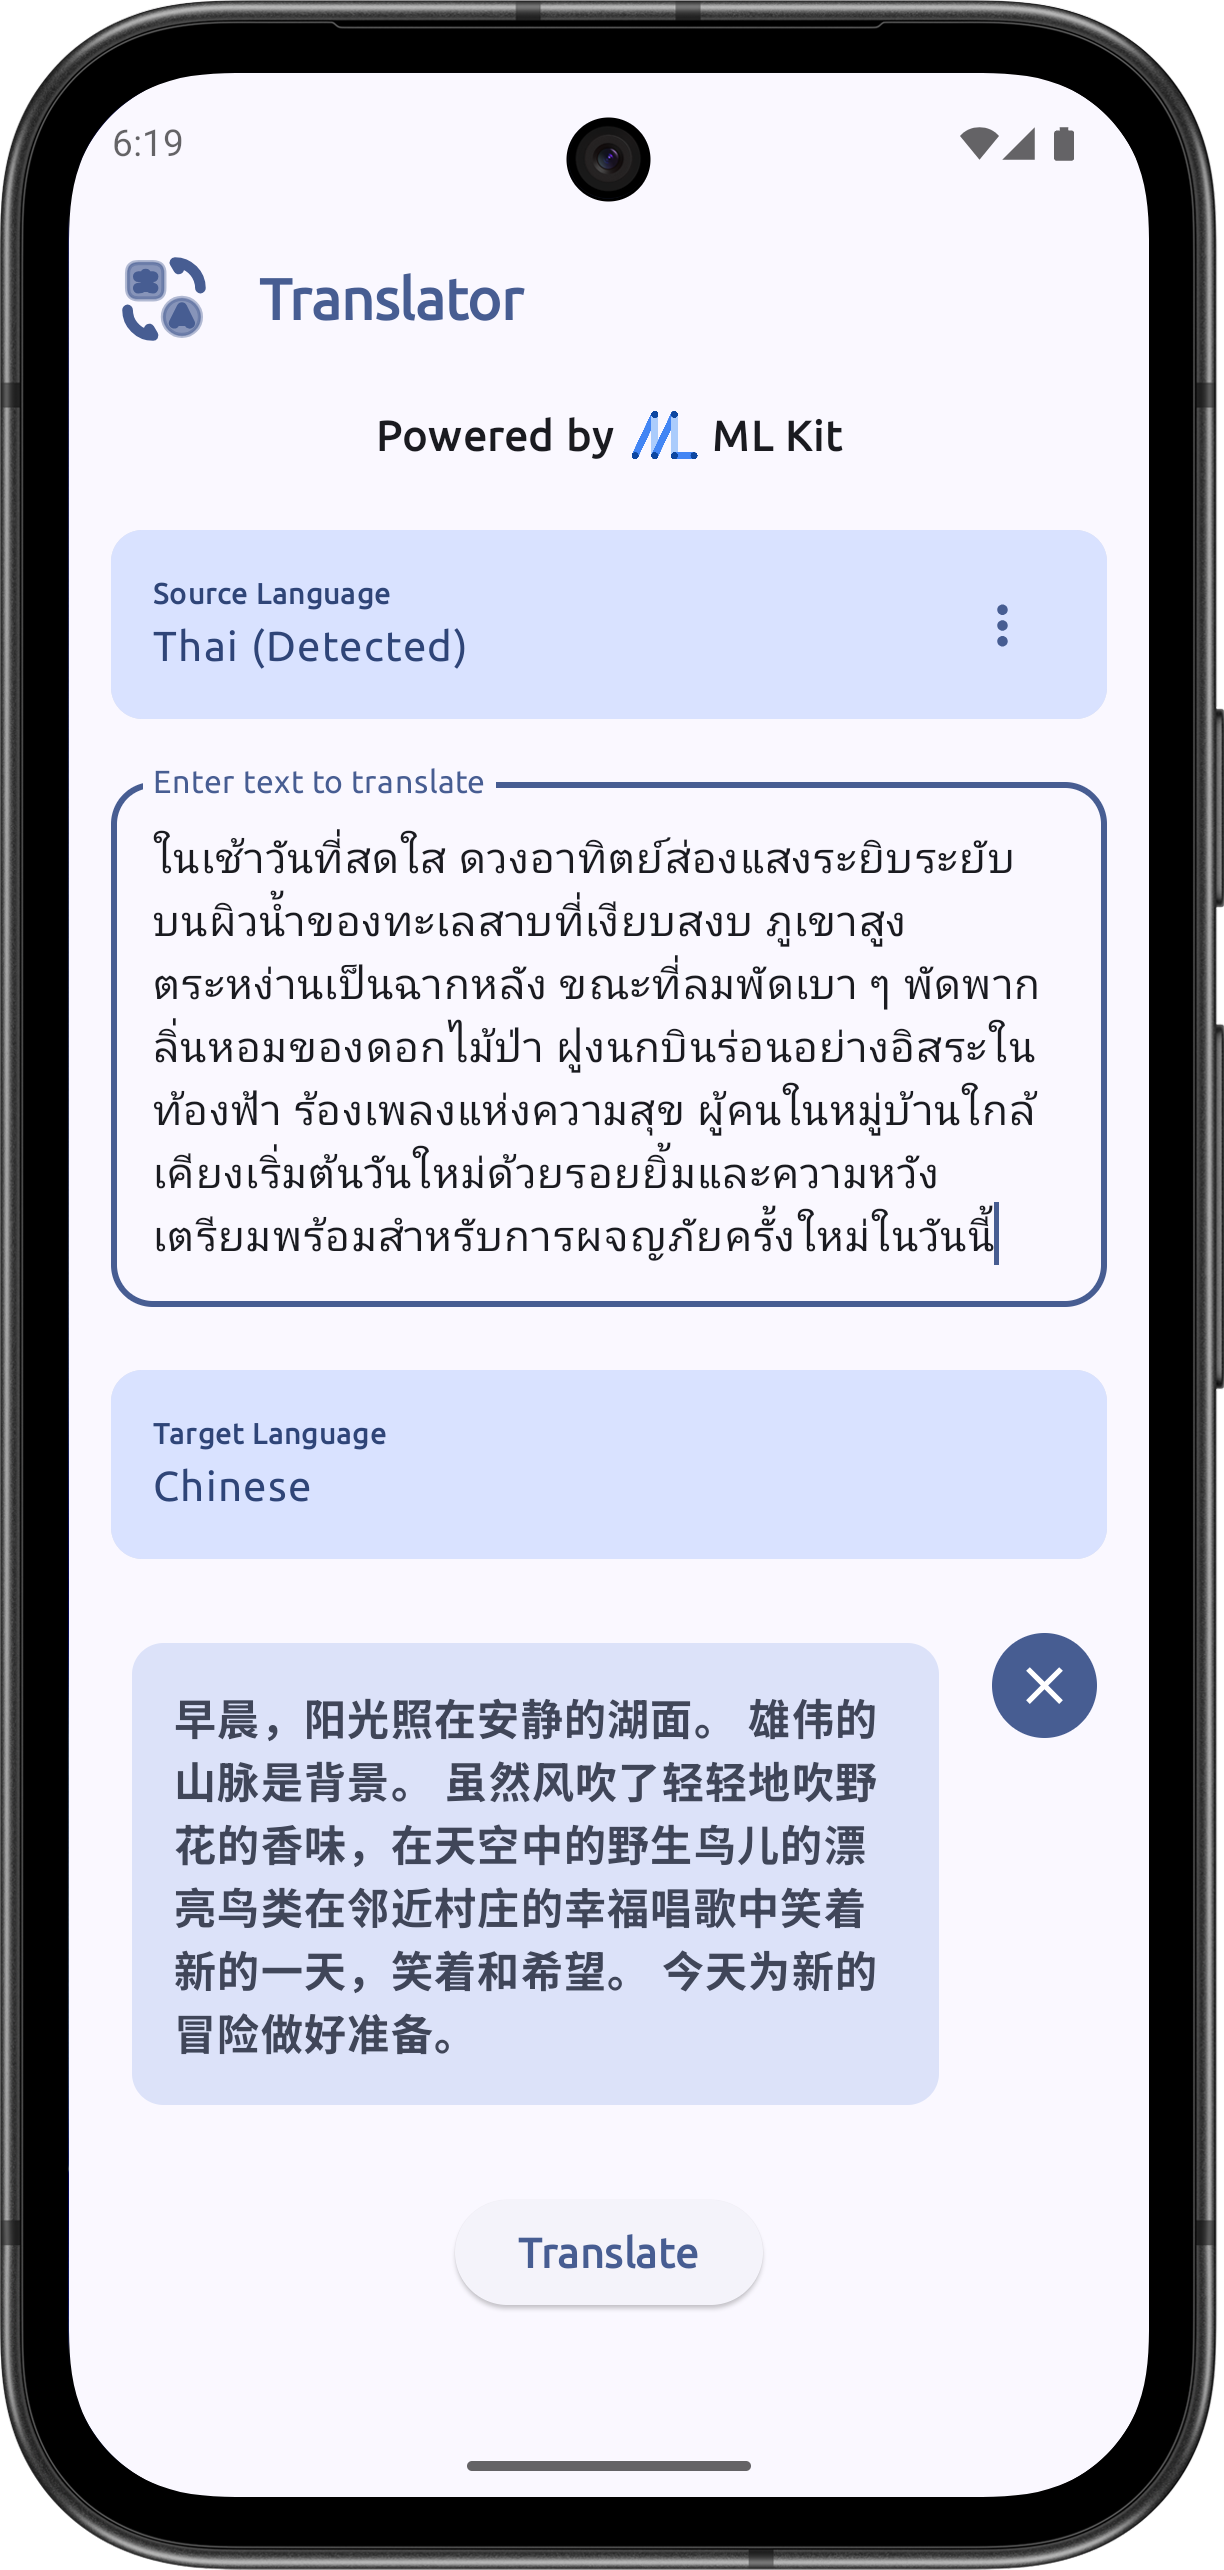 6:19
Translator
Powered by ML Kit
Source Language
Thai (Detected)
Enter text to translate
ในเช้าวันที่สดใส ดวงอาทิตย์ส่องแสงระยิบระยับ
บนผิวน้ำของทะเลสาบที่เงียบสงบ ภูเขาสูง
ตระหง่านเป็นฉากหลัง ขณะที่ลมพัดเบา ๆ พัดพาก
ลิ่นหอมของดอกไม้ป่า ฝูงนกบินร่อนอย่างอิสระใน
ท้องฟ้า ร้องเพลงแห่งความสุข ผู้คนในหมู่บ้านใกล้
เคียงเริ่มต้นวันใหม่ด้วยรอยยิ้มและความหวัง
เตรียมพร้อมสำหรับการผจญภัยครั้งใหม่ในวันนี้
Target Language
Chinese
早晨，阳光照在安静的湖面。 雄伟的
山脉是背景。 虽然风吹了轻轻地吹野
花的香味，在天空中的野生鸟儿的漂
亮鸟类在邻近村庄的幸福唱歌中笑着
新的一天，笑着和希望。 今天为新的
冒险做好准备。
Translate